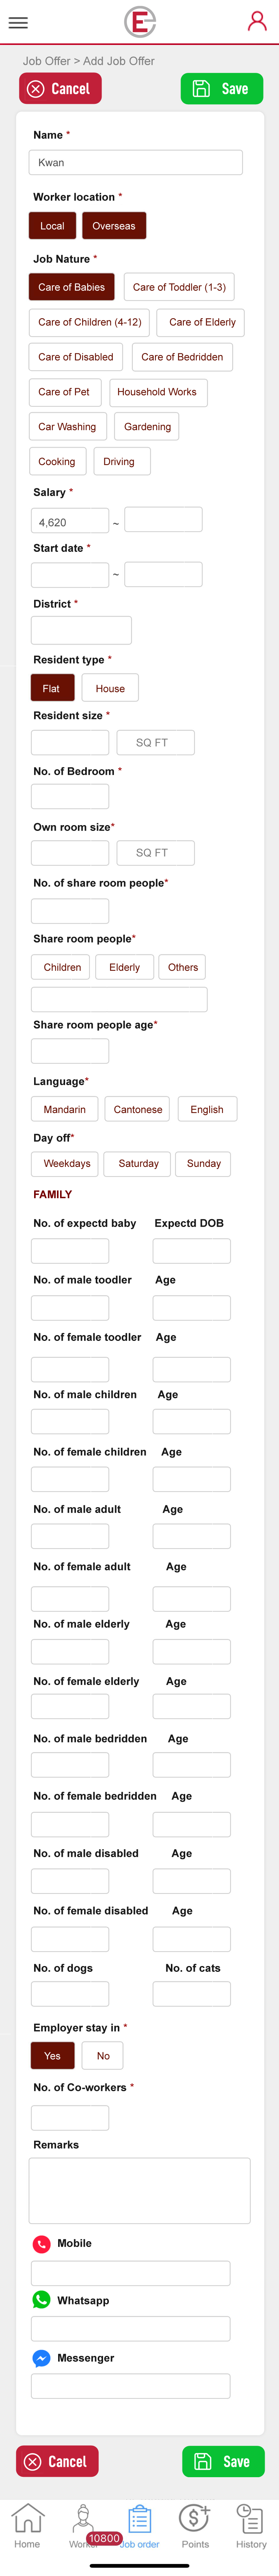 Job Offer > Add Job Offer
Cancel Save
Name *
Kwan
Worker location *
Local Overseas
Job Nature *
Care of Babies Care of Toddler (1-3)
Care of Children (4-12) Care of Elderly
Care of Disabled Care of Bedridden
Care of Pet Household Works
Car Washing Gardening
Cooking Driving
Salary *
4,620 ~
Start date *
~
District *
Resident type *
Flat House
Resident size *
SQ FT
No. of Bedroom *
Own room size*
SQ FT
No. of share room people*
Share room people*
Children Elderly Others
Share room people age*
Language*
Mandarin Cantonese English
Day off*
Weekdays Saturday Sunday
FAMILY
No. of expectd baby Expectd DOB
No. of male toodler Age
No. of female toodler Age
No. of male children Age
No. of female children Age
No. of male adult Age
No. of female adult Age
No. of male elderly Age
No. of female elderly Age
No. of male bedridden Age
No. of female bedridden Age
No. of male disabled Age
No. of female disabled Age
No. of dogs No. of cats
Employer stay in *
Yes No
No. of Co-workers *
Remarks
Mobile
Whatsapp
Messenger
Cancel Save
10800
Home Job order Points History